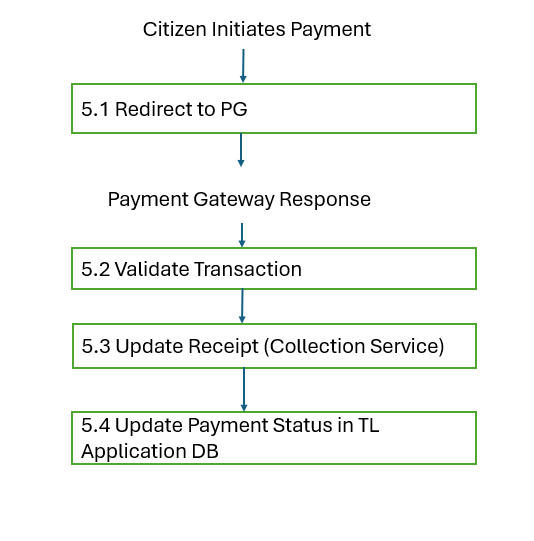 Citizen Initiates Payment
5.1 Redirect to PG
Payment Gateway Response
5.2 Validate Transaction
5.3 Update Receipt (Collection Service)
5.4 Update Payment Status in TL
Application DB